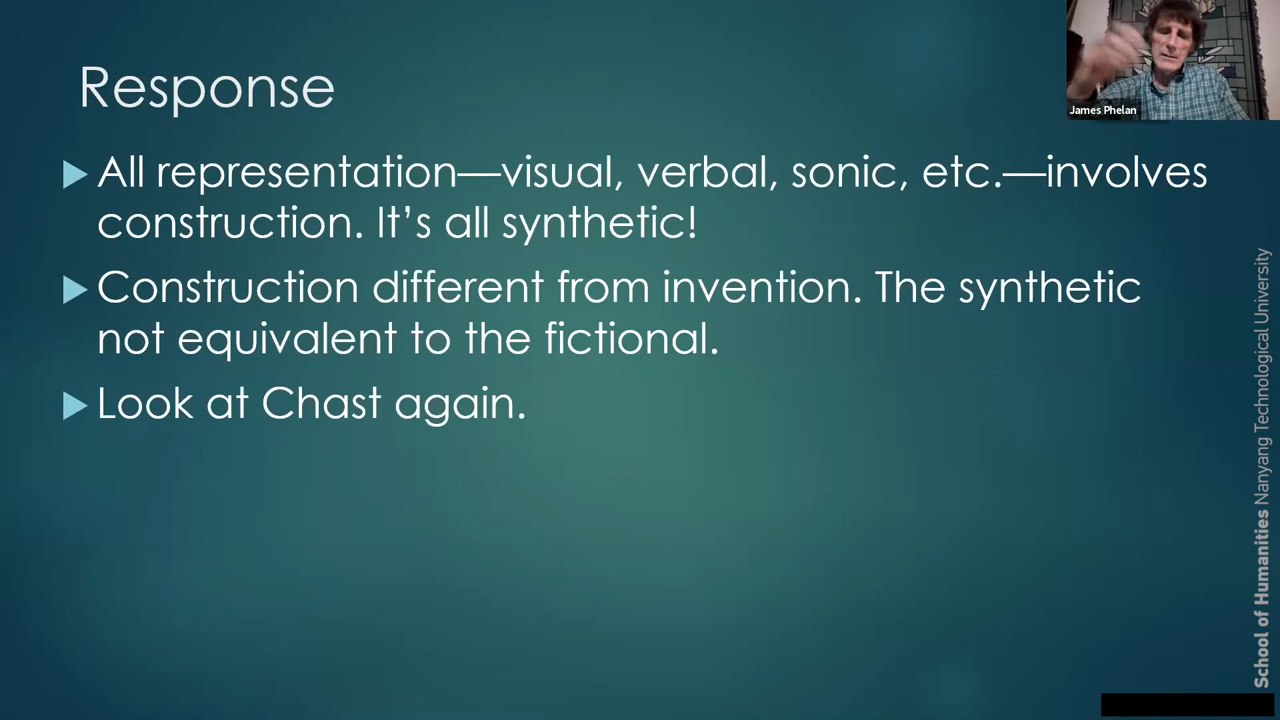 Response
James Phelan
All representation—visual, verbal, sonic, etc.—involves
construction. It’s all synthetic!
Construction different from invention. The synthetic
not equivalent to the fictional.
Look at Chast again.
School of Humanities Nanyang Technological University